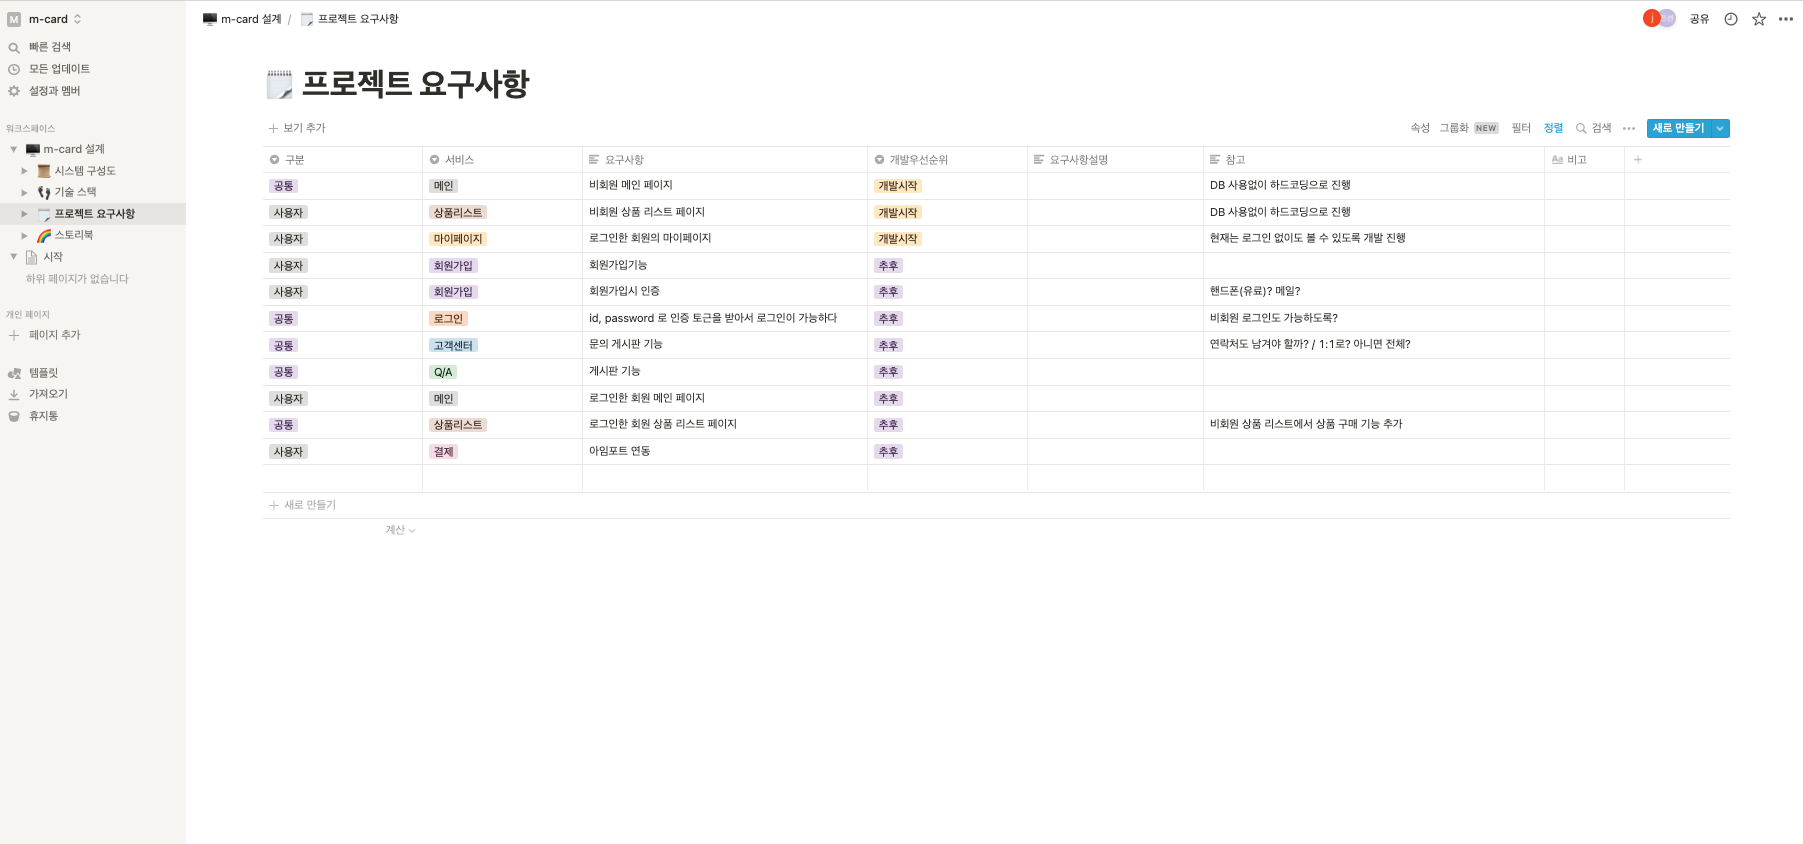 M m-card
빠른 검색
모든 업데이트
설정과 멤버
워크스페이스
m-card 설계
시스템 구성도
기술 스택
프로젝트 요구사항
스토리북
시작
하위 페이지가 없습니다
개인 페이지
페이지 추가
템플릿
가져오기
휴지통
m-card 설계 / 프로젝트 요구사항
j 공유
프로젝트 요구사항
보기 추가
속성 그룹화 NEW 필터 정렬 검색 새로 만들기
구분 서비스 요구사항 개발우선순위 요구사항설명 참고 Aa 비고
공통 메인 비회원 메인 페이지 개발시작 DB 사용없이 하드코딩으로 진행
사용자 상품리스트 비회원 상품 리스트 페이지 개발시작 DB 사용없이 하드코딩으로 진행
사용자 마이페이지 로그인한 회원의 마이페이지 개발시작 현재는 로그인 없이도 볼 수 있도록 개발 진행
사용자 회원가입 회원가입기능 추후
사용자 회원가입 회원가입시 인증 추후 핸드폰(유료)? 메일?
공통 로그인 id, password 로 인증 토근을 받아서 로그인이 가능하다 추후 비회원 로그인도 가능하도록?
공통 고객센터 문의 게시판 기능 추후 연락처도 남겨야 할까? / 1:1로? 아니면 전체?
공통 Q/A 게시판 기능 추후
사용자 메인 로그인한 회원 메인 페이지 추후
공통 상품리스트 로그인한 회원 상품 리스트 페이지 추후 비회원 상품 리스트에서 상품 구매 기능 추가
사용자 결제 아임포트 연동 추후
새로 만들기
계산